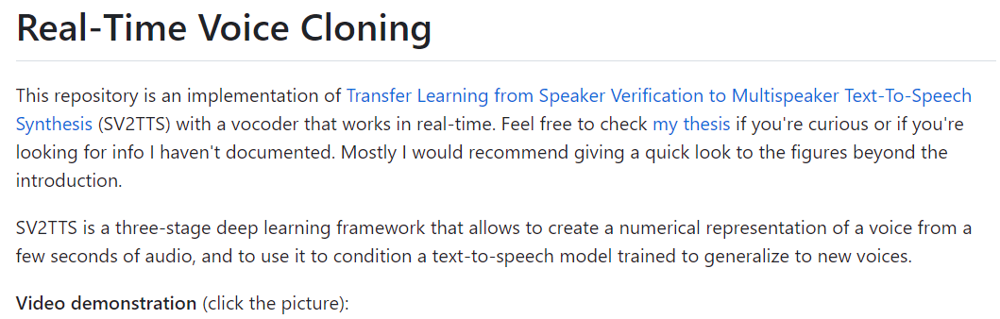 Real-Time Voice Cloning
This repository is an implementation of Transfer Learning from Speaker Verification to Multispeaker Text-To-Speech
Synthesis (SV2TTS) with a vocoder that works in real-time. Feel free to check my thesis if you're curious or if you're
looking for info I haven't documented. Mostly I would recommend giving a quick look to the figures beyond the
introduction.
SV2TTS is a three-stage deep learning framework that allows to create a numerical representation of a voice from a
few seconds of audio, and to use it to condition a text-to-speech model trained to generalize to new voices.
Video demonstration (click the picture):